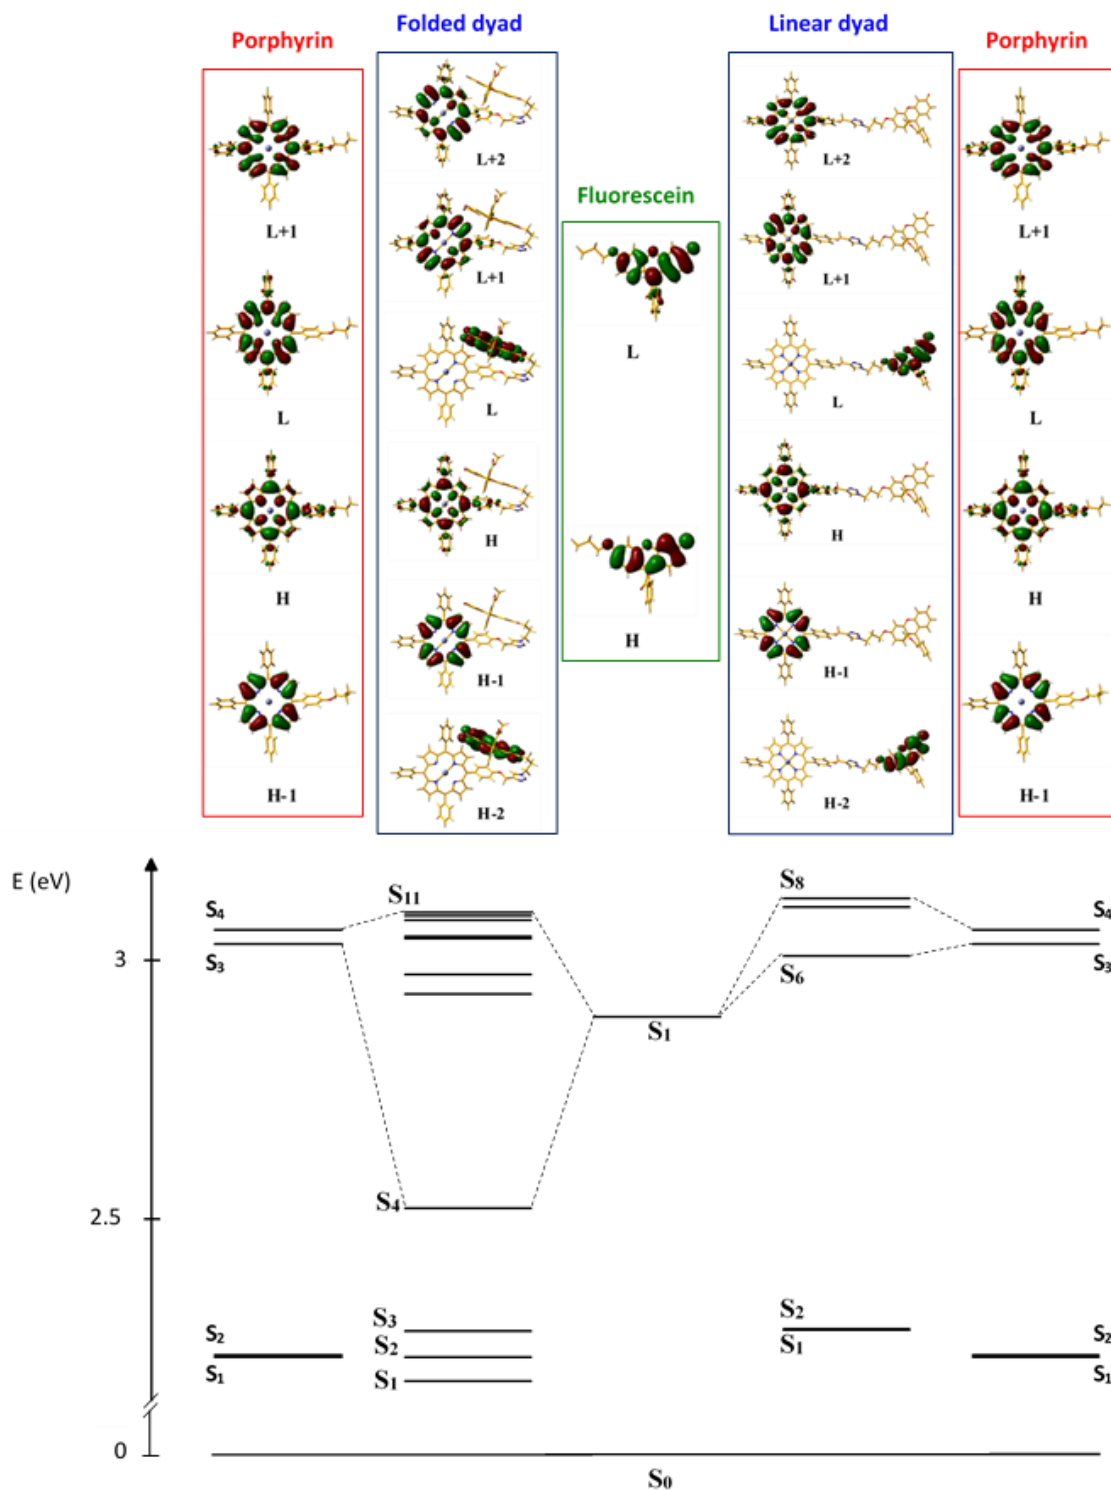 Folded dyad
Linear dyad
Porphyrin
Porphyrin
Fluorescein
L+1
L
H
H-1
L+2
L+1
L
H
H-1
H-2
L
H
L+2
L+1
L
H
H-1
H-2
L+1
L
H
H-1
E (eV)
3
2.5
0
S4
S3
S2
S1
S11
S4
S3
S2
S1
S1
S8
S6
S2
S1
S4
S3
S2
S1
S0